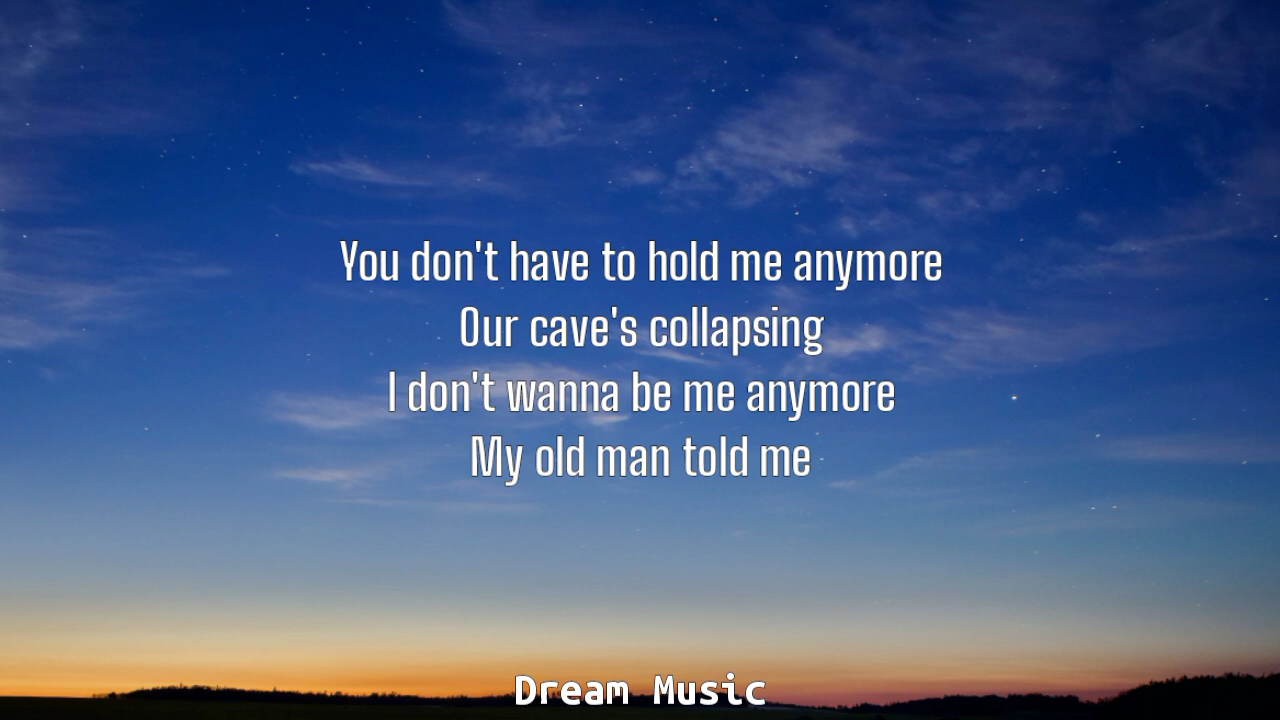 You don't have to hold me anymore
Our cave's collapsing
I don't wanna be me anymore
My old man told me
Dream Music